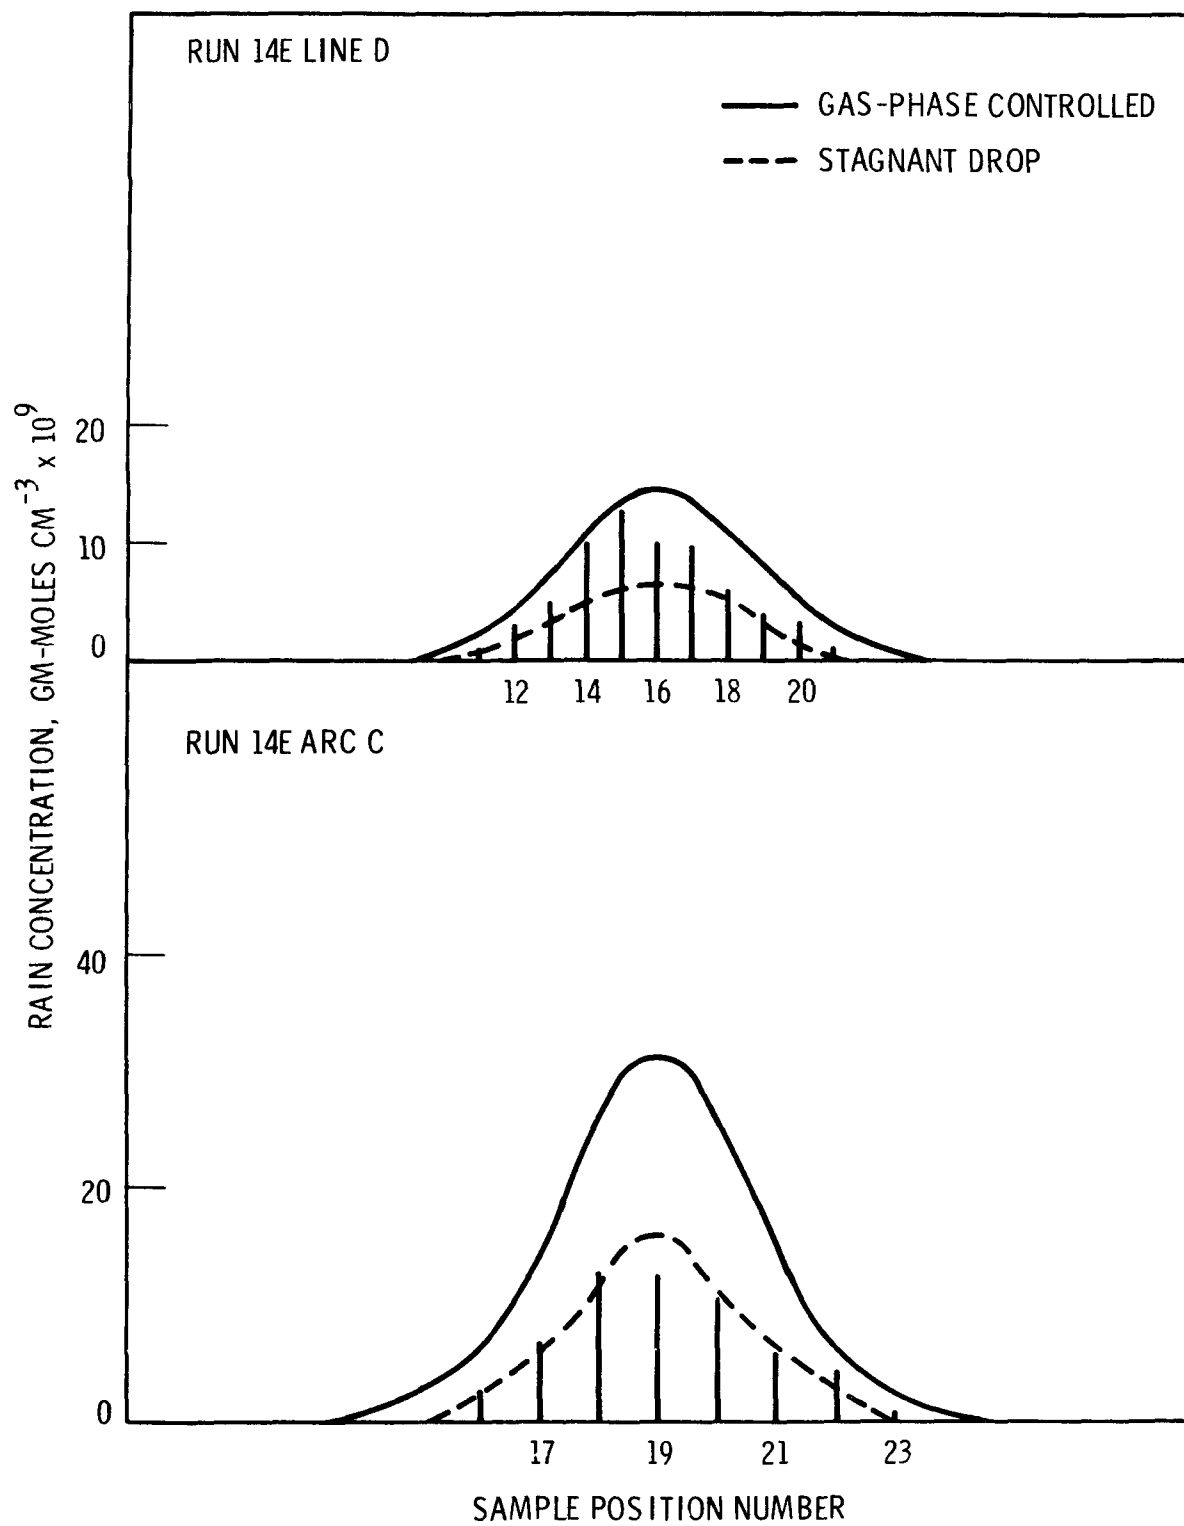 RUN 14E LINE D
GAS-PHASE CONTROLLED
STAGNANT DROP
RAIN CONCENTRATION, GM-MOLES CM⁻³ x 10⁹
20
10
0
12 14 16 18 20
RUN 14E ARC C
40
20
0
17 19 21 23
SAMPLE POSITION NUMBER